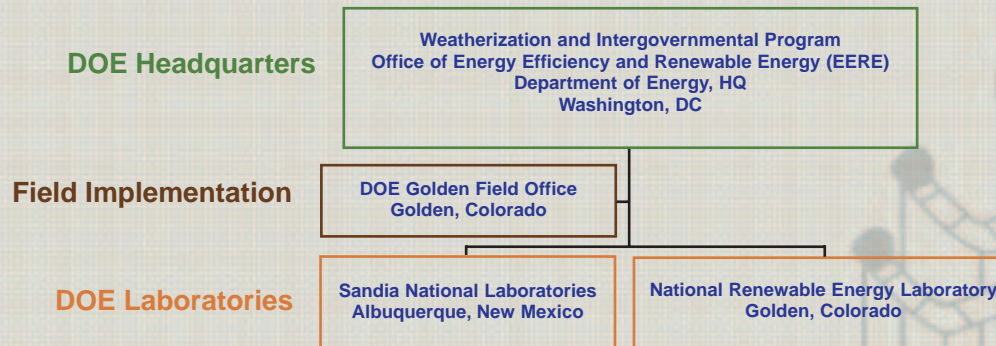 DOE Headquarters
Weatherization and Intergovernmental Program
Office of Energy Efficiency and Renewable Energy (EERE)
Department of Energy, HQ
Washington, DC
Field Implementation
DOE Golden Field Office
Golden, Colorado
DOE Laboratories
Sandia National Laboratories
Albuquerque, New Mexico
National Renewable Energy Laboratory
Golden, Colorado